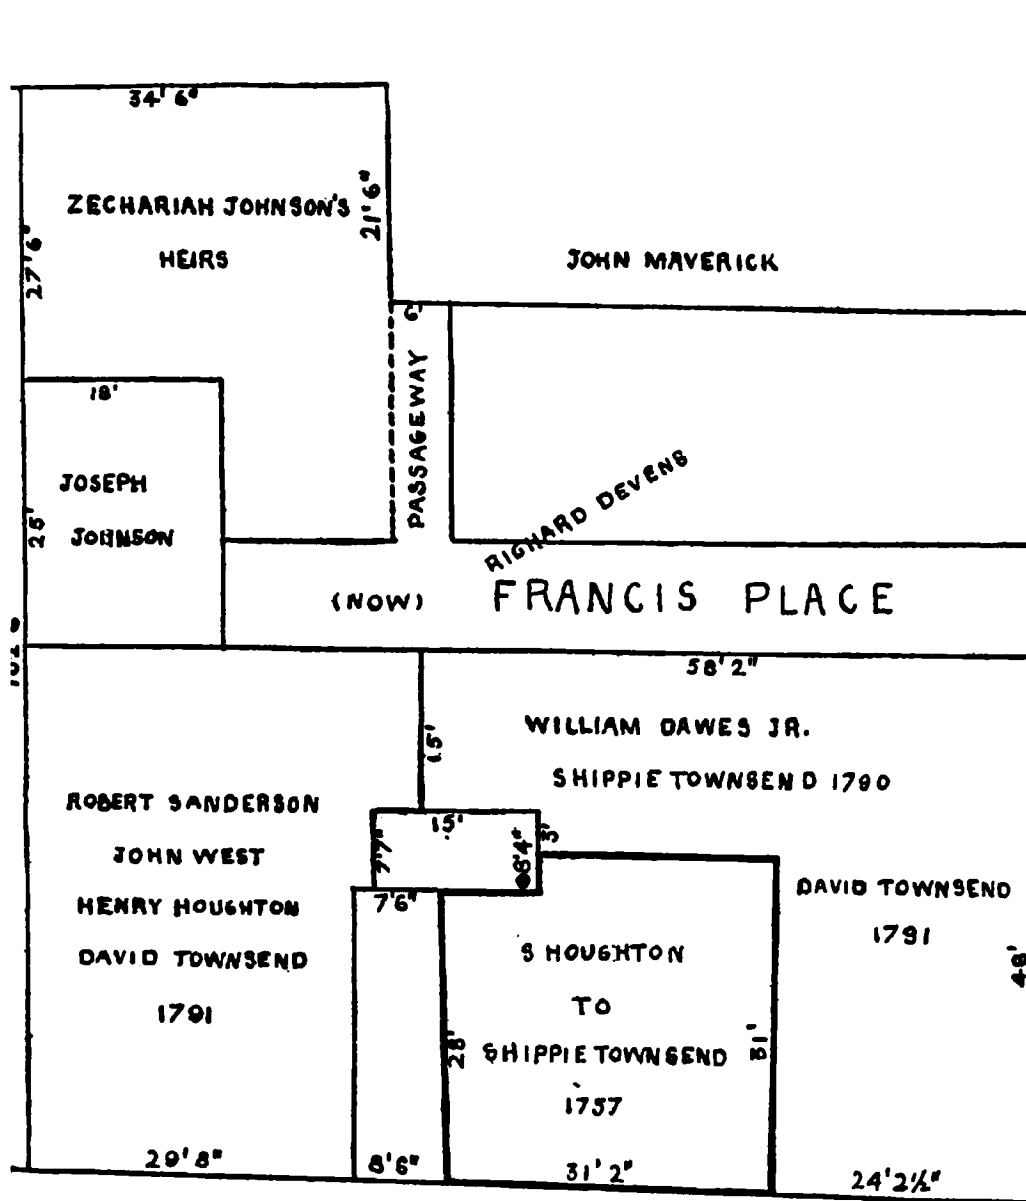 34' 6"
ZECHARIAH JOHNSON'S
HEIRS
27'6"
21'6"
JOHN MAVERICK
6'
PASSAGEWAY
18'
JOSEPH
JOHNSON
25'
RICHARD DEVENS
(NOW) FRANCIS PLACE
58'2"
15'
WILLIAM DAWES JR.
SHIPPIE TOWNSEND 1790
ROBERT SANDERSON
JOHN WEST
HENRY HOUGHTON
DAVID TOWNSEND
1791
15'
7'7"
8'4"
3'
7'6"
DAVID TOWNSEND
1791
48'
S HOUGHTON
TO
SHIPPIE TOWNSEND
1757
28'
31'
29'8"
8'6"
31'2"
24'2½"